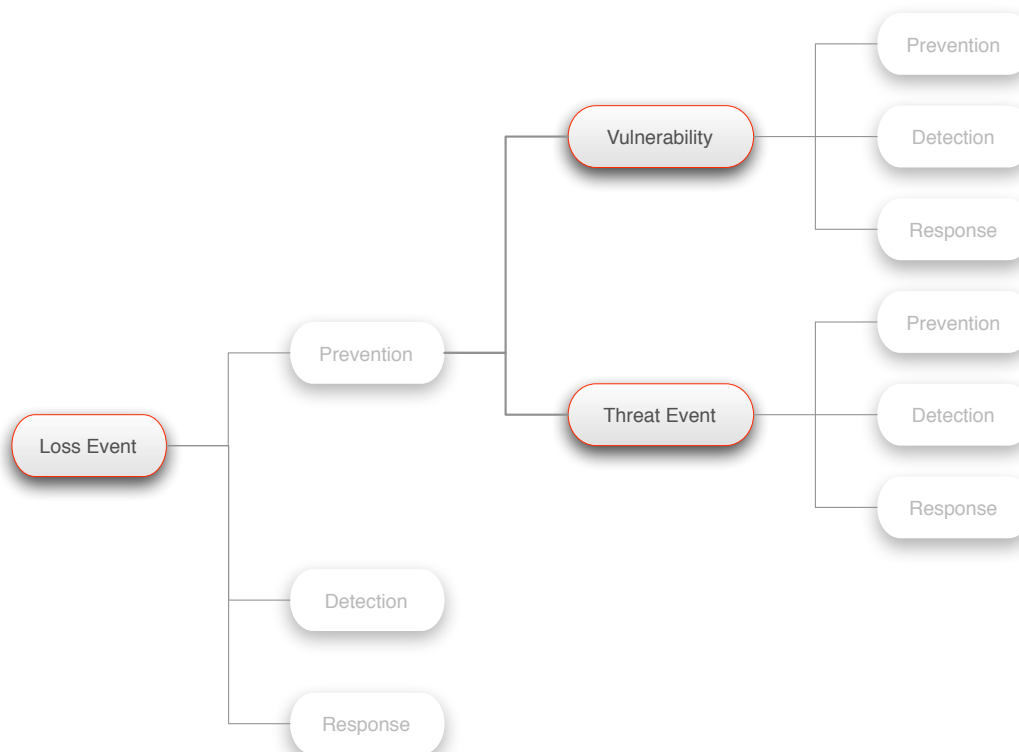 Prevention
Vulnerability
Detection
Response
Prevention
Prevention
Threat Event
Detection
Loss Event
Response
Detection
Response